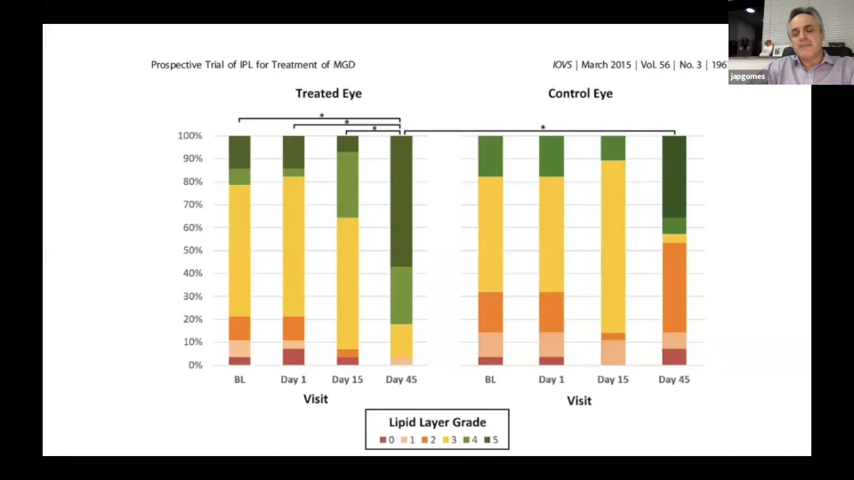 japgomes
Prospective Trial of IPL for Treatment of MGD
IOVS | March 2015 | Vol. 56 | No. 3 |
Treated Eye
Control Eye
*
*
*
*
100%
90%
80%
70%
60%
50%
40%
30%
20%
10%
0%
BL Day 1 Day 15 Day 45
BL Day 1 Day 15 Day 45
Visit
Visit
Lipid Layer Grade
0 1 2 3 4 5